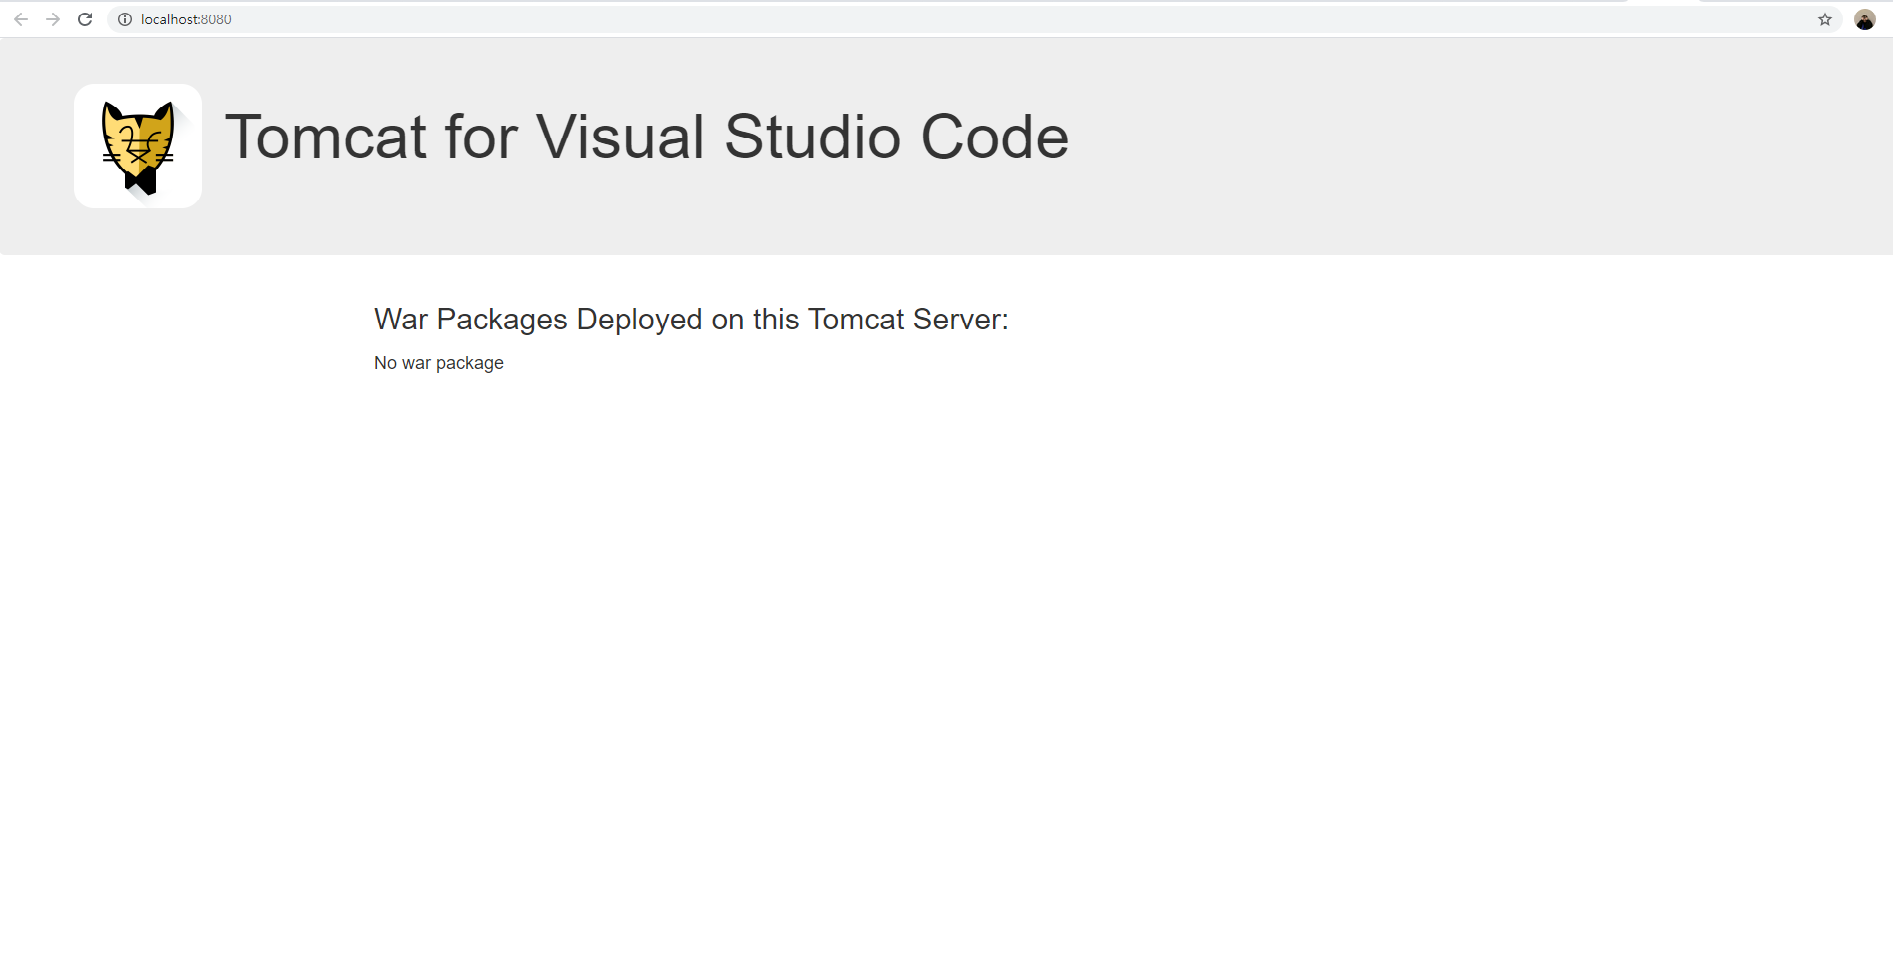 localhost:8080
Tomcat for Visual Studio Code
War Packages Deployed on this Tomcat Server:
No war package